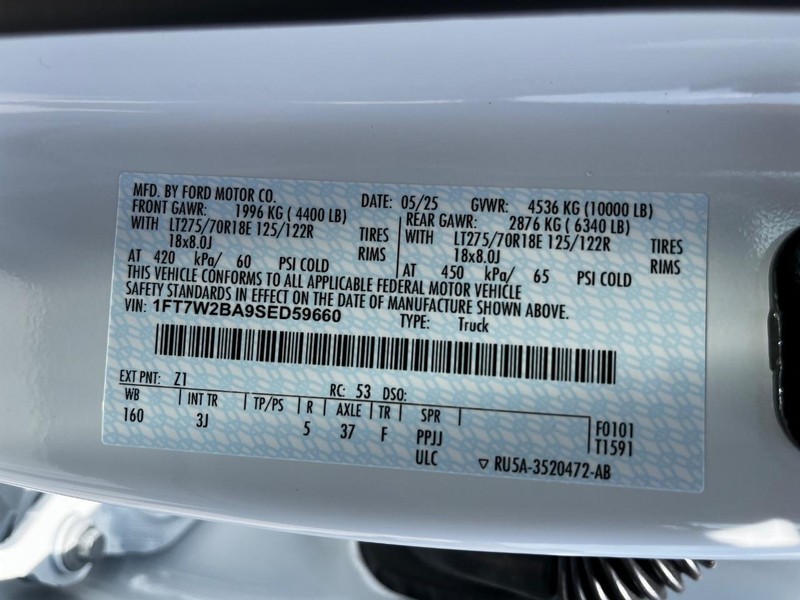 MFD. BY FORD MOTOR CO. DATE: 05/25 GVWR: 4536 KG (10000 LB)
FRONT GAWR: 1996 KG ( 4400 LB) REAR GAWR: 2876 KG ( 6340 LB)
WITH LT275/70R18E 125/122R TIRES WITH LT275/70R18E 125/122R TIRES
18x8.0J RIMS 18x8.0J RIMS
AT 420 kPa/ 60 PSI COLD AT 450 kPa/ 65 PSI COLD
THIS VEHICLE CONFORMS TO ALL APPLICABLE FEDERAL MOTOR VEHICLE
SAFETY STANDARDS IN EFFECT ON THE DATE OF MANUFACTURE SHOWN ABOVE.
VIN: 1FT7W2BA9SED59660 TYPE: Truck
EXT PNT: Z1 RC: 53 DSO:
WB INT TR TP/PS R AXLE TR SPR F0101
160 3J 5 37 F PPJJ T1591
ULC RU5A-3520472-AB